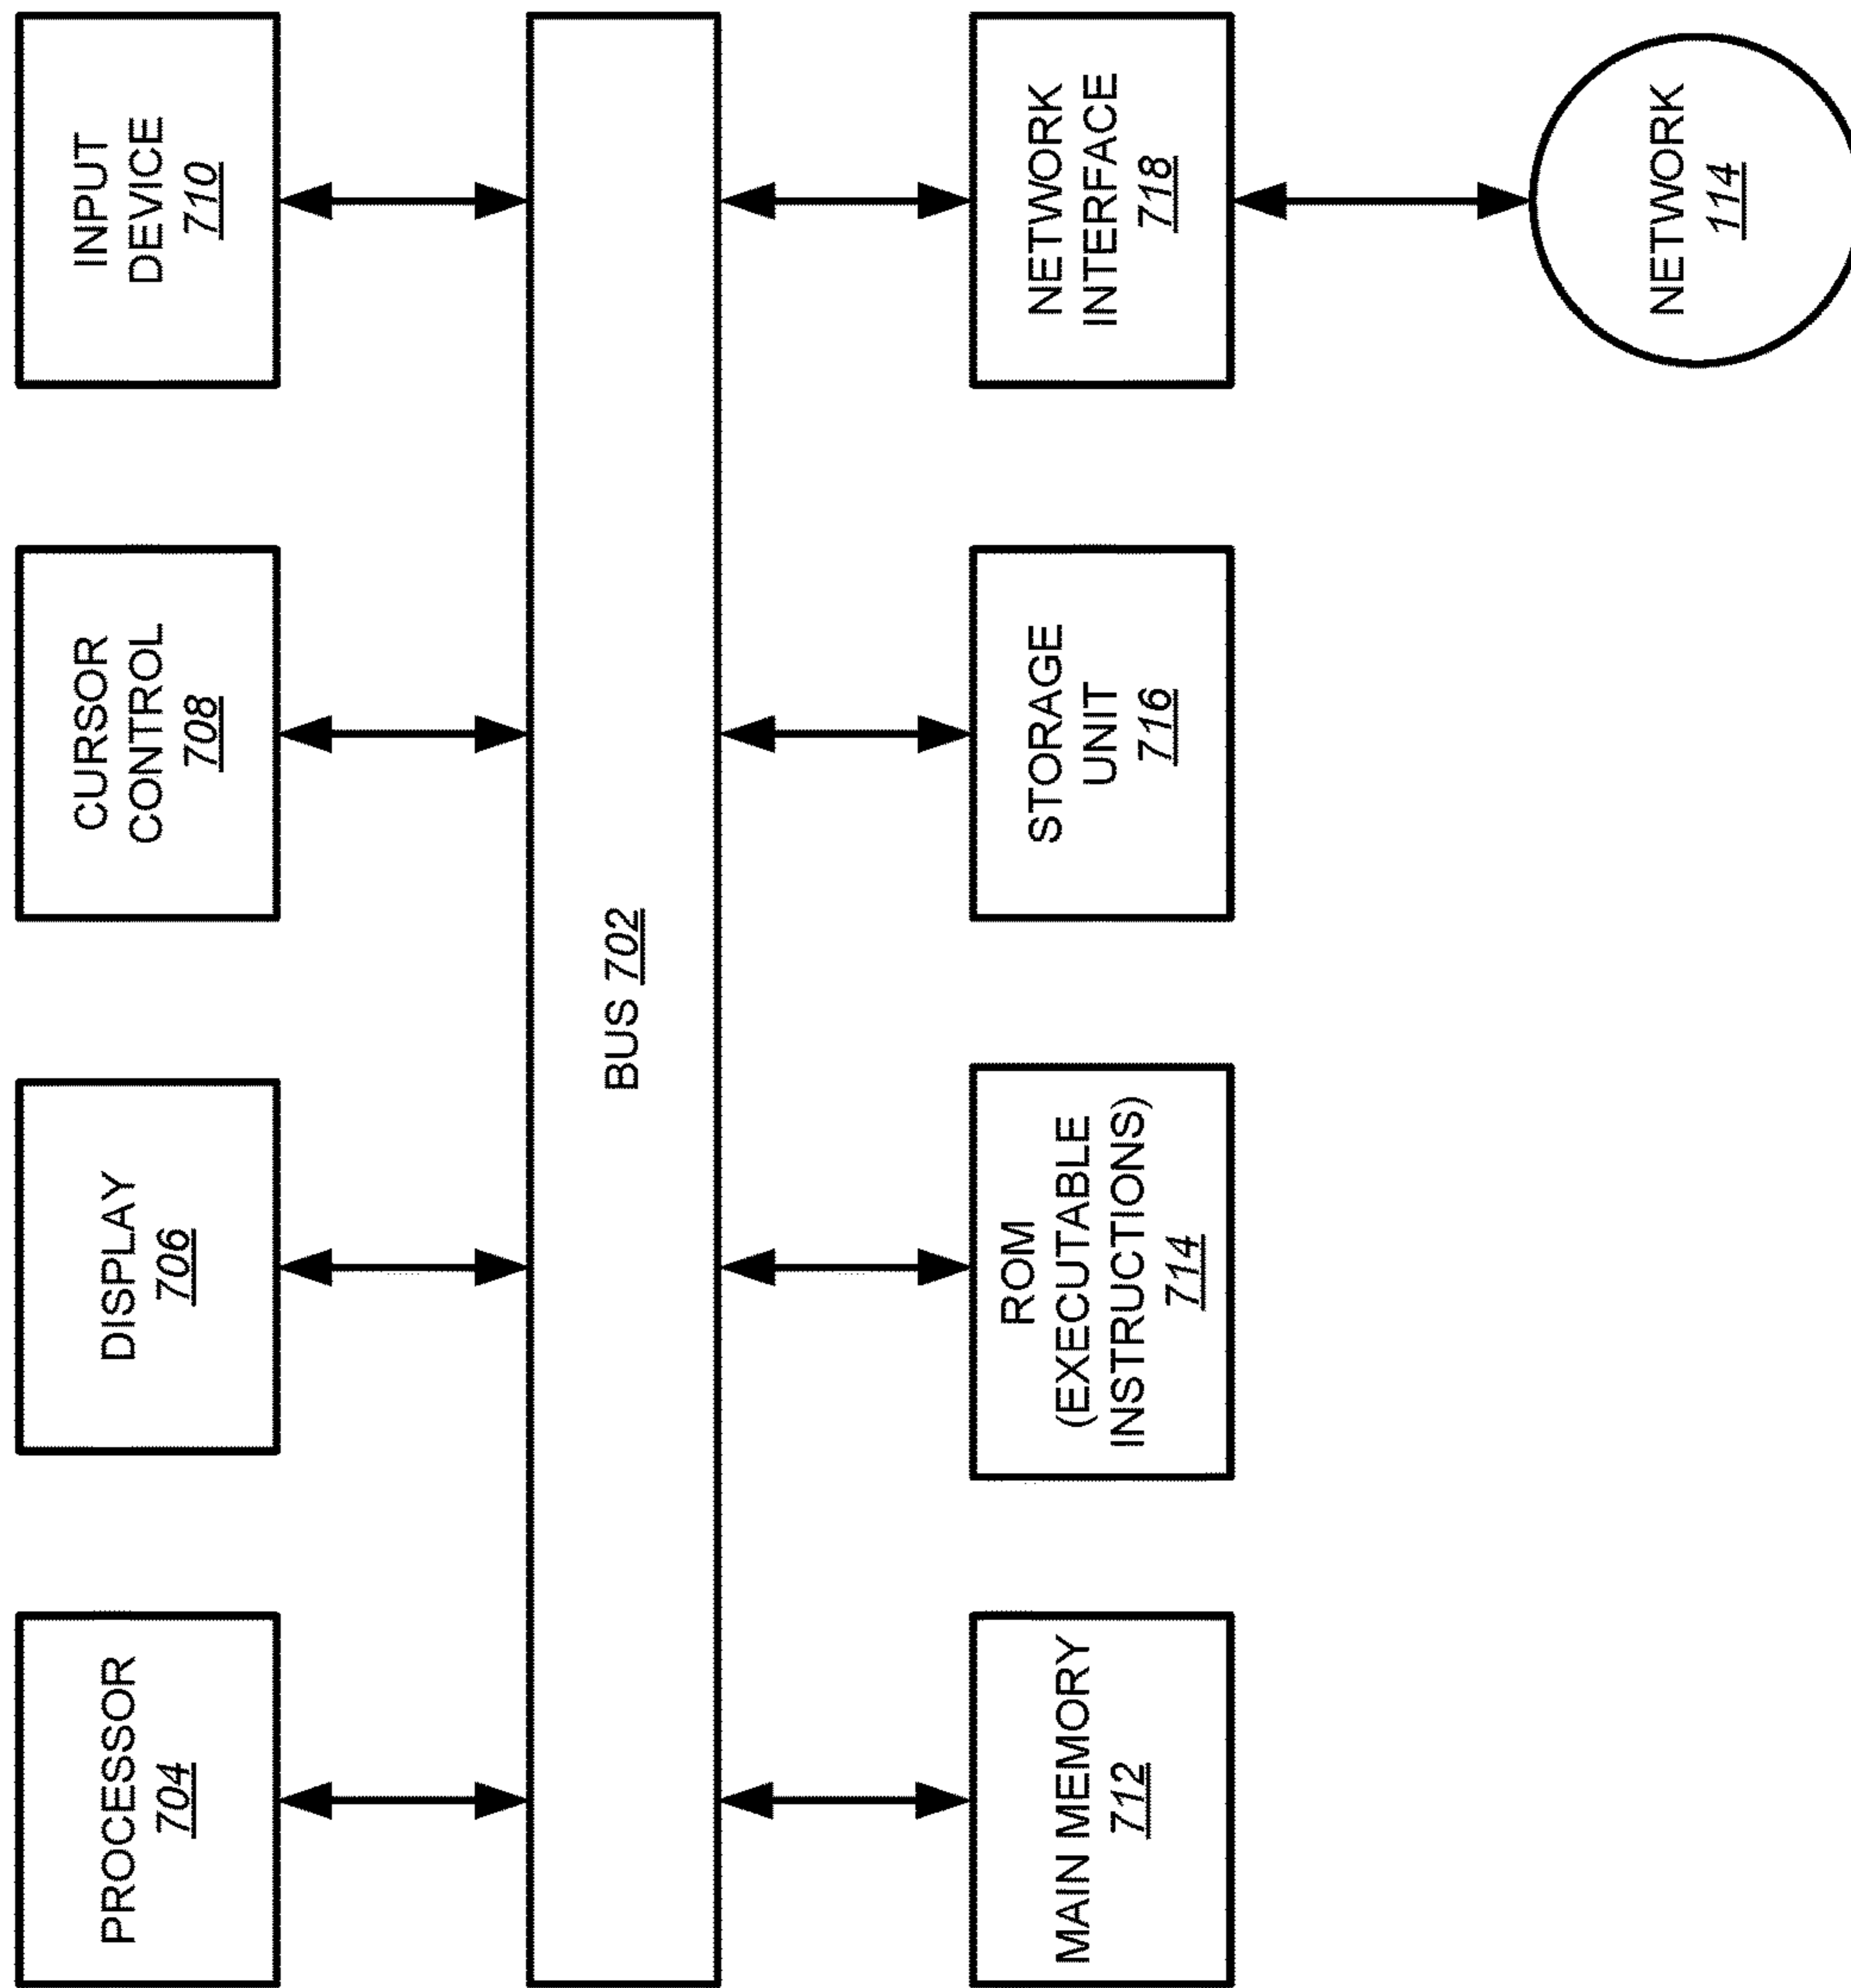 PROCESSOR
704
DISPLAY
706
CURSOR
CONTROL
708
INPUT
DEVICE
710
BUS 702
MAIN MEMORY
712
ROM
(EXECUTABLE
INSTRUCTIONS)
714
STORAGE
UNIT
716
NETWORK
INTERFACE
718
NETWORK
114